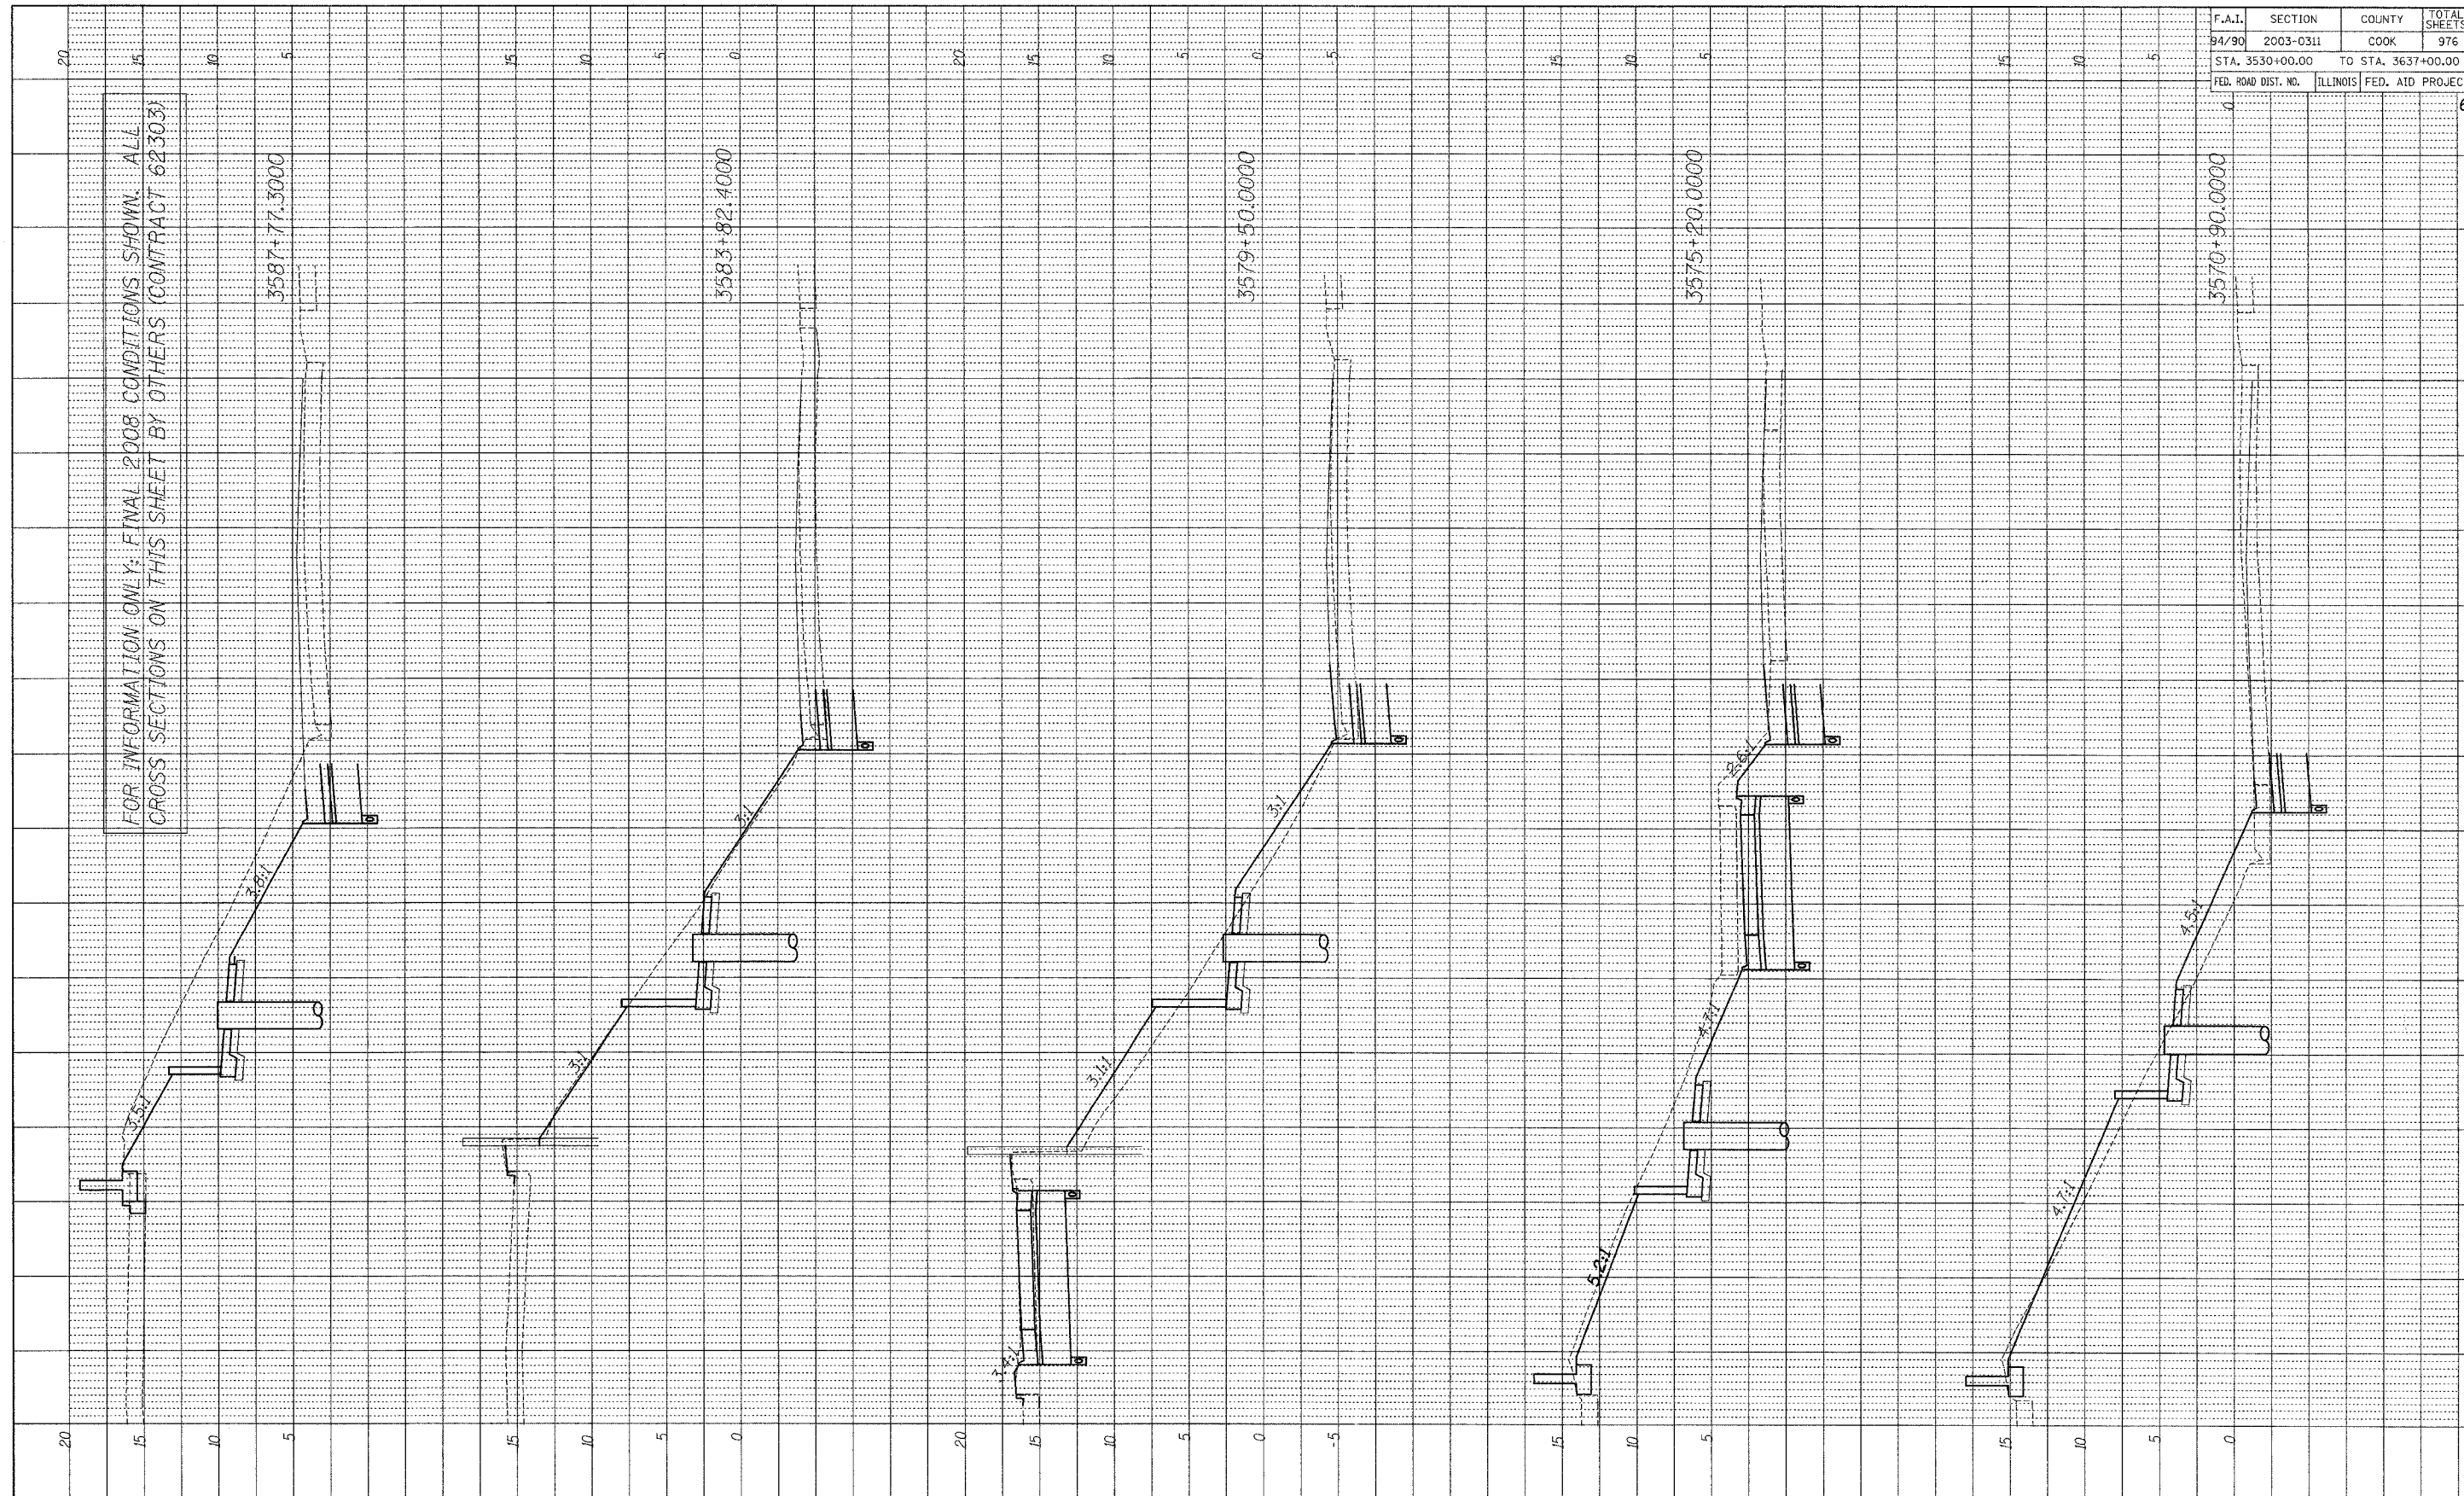 F.A.I. SECTION COUNTY TOTAL SHEETS
94/90 2003-0311 COOK 976
STA. 3530+00.00 TO STA. 3637+00.00
FED. ROAD DIST. NO. ILLINOIS FED. AID PROJEC
6
20 15 10 5 15 10 5 0 20 15 10 5 0 -5 15 10 5 15 10 5 0
FOR INFORMATION ONLY: FINAL 2008 CONDITIONS SHOWN. ALL
CROSS SECTIONS ON THIS SHEET BY OTHERS (CONTRACT 62303)
3587+77.3000
3.8:1
3.5:1
3583+82.4000
3:1
3:1
3579+50.0000
3:1
3.1:1
3.4:1
3575+20.0000
2.6:1
4.7:1
5.2:1
3570+90.0000
4.5:1
4.7:1
20 15 10 5 15 10 5 0 20 15 10 5 0 -5 15 10 5 15 10 5 0